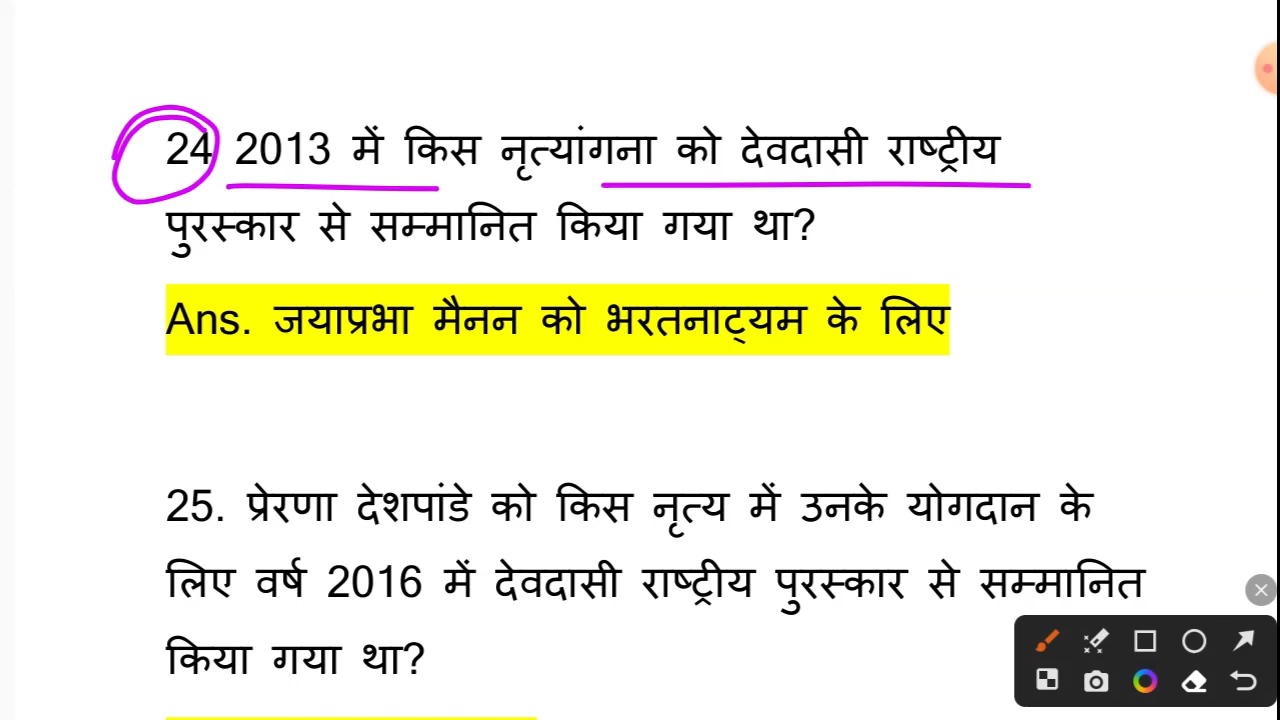 24 2013 में किस नृत्यांगना को देवदासी राष्ट्रीय
पुरस्कार से सम्मानित किया गया था?
Ans. जयाप्रभा मैनन को भरतनाट्यम के लिए
25. प्रेरणा देशपांडे को किस नृत्य में उनके योगदान के
लिए वर्ष 2016 में देवदासी राष्ट्रीय पुरस्कार से सम्मानित
किया गया था?